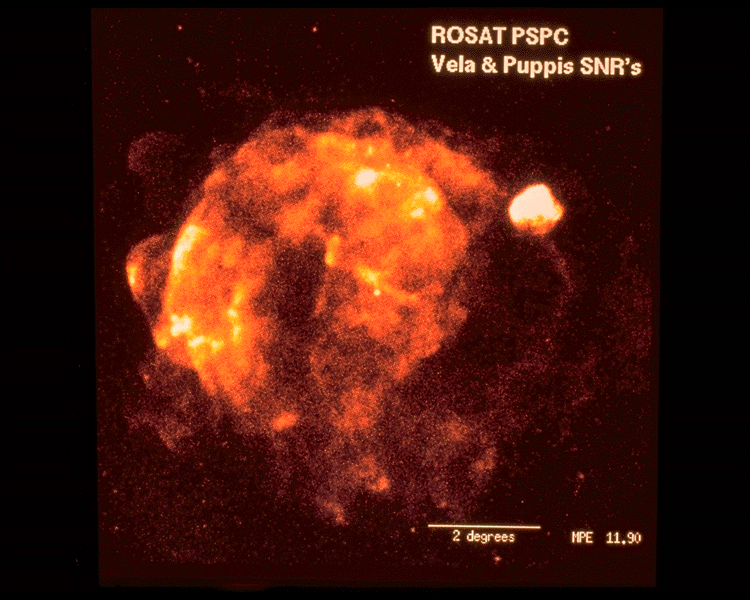 ROSAT PSPC
Vela & Puppis SNR's
2 degrees
MPE 11.90